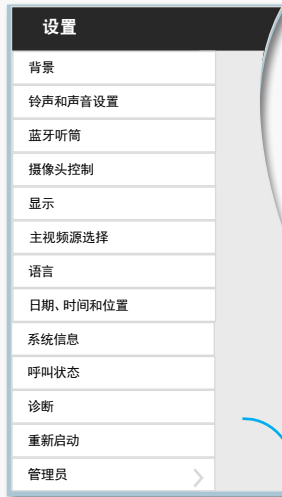 设置
背景
铃声和声音设置
蓝牙听筒
摄像头控制
显示
主视频源选择
语言
日期、时间和位置
系统信息
呼叫状态
诊断
重新启动
管理员